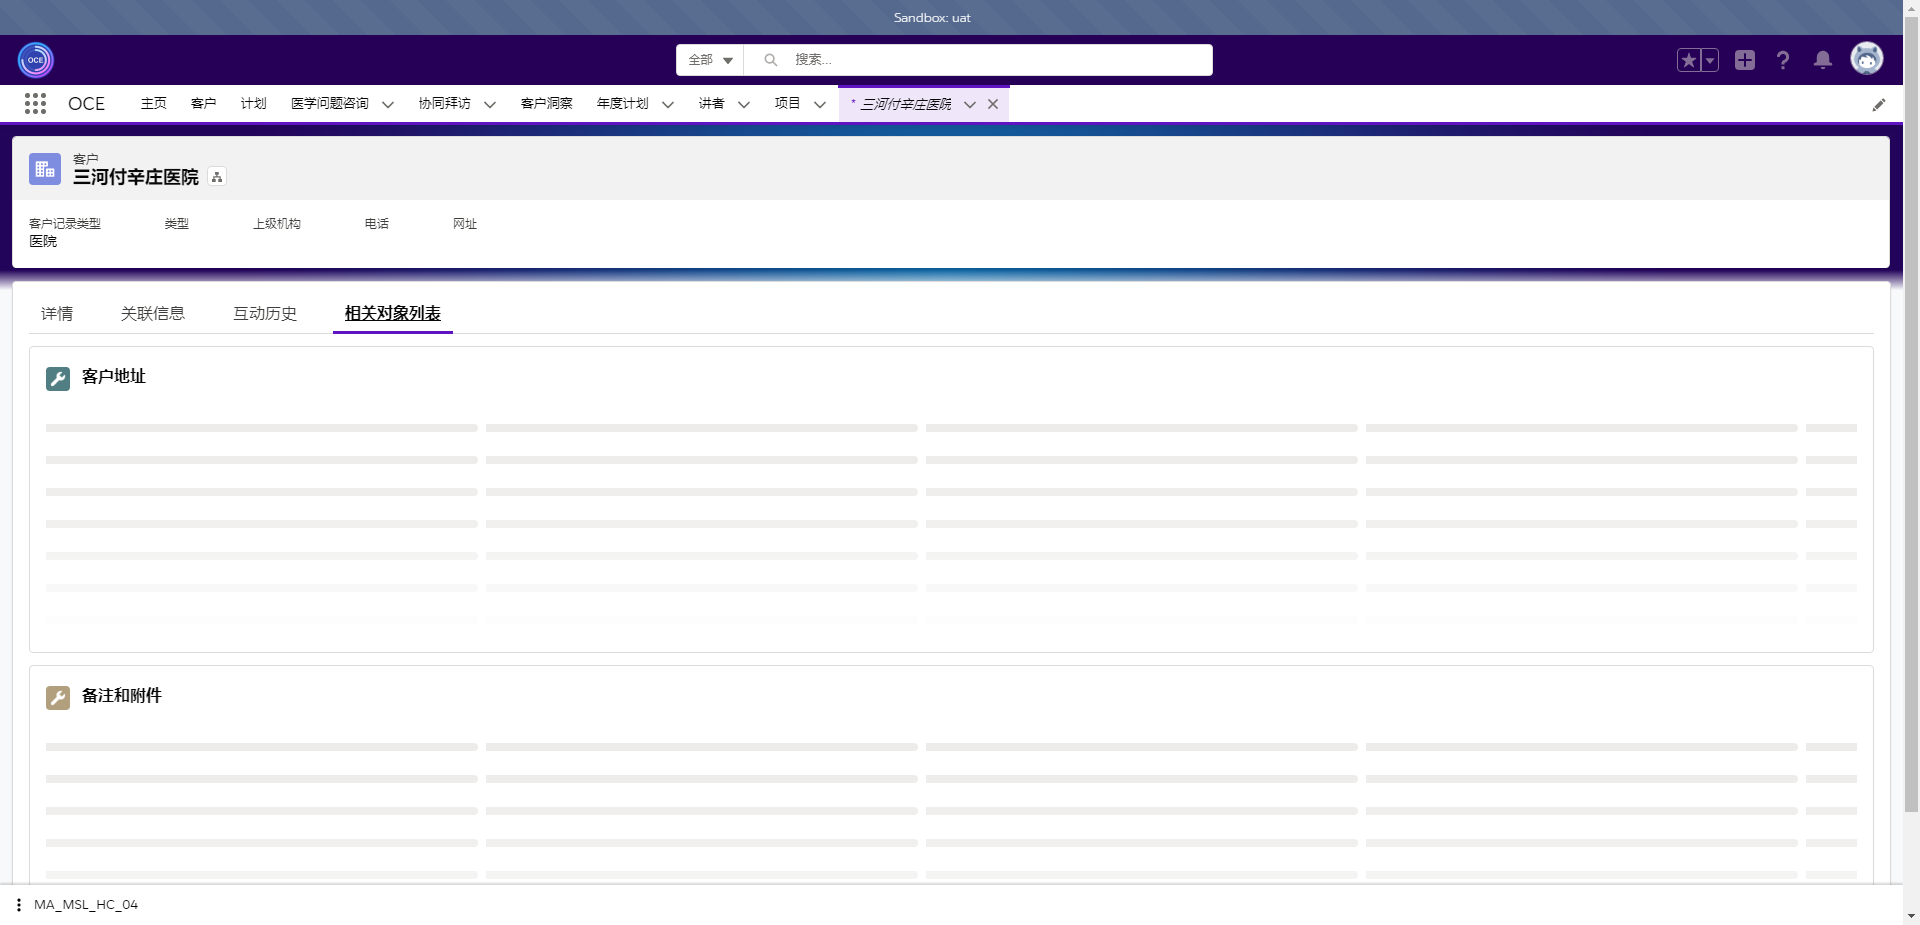 Sandbox: uat
OCE
全部
搜索...
OCE
主页
客户
计划
医学问题咨询
协同拜访
客户洞察
年度计划
讲者
项目
* 三河付辛庄医院
客户
三河付辛庄医院
客户记录类型
类型
上级机构
电话
网址
医院
详情
关联信息
互动历史
相关对象列表
客户地址
备注和附件
MA_MSL_HC_04